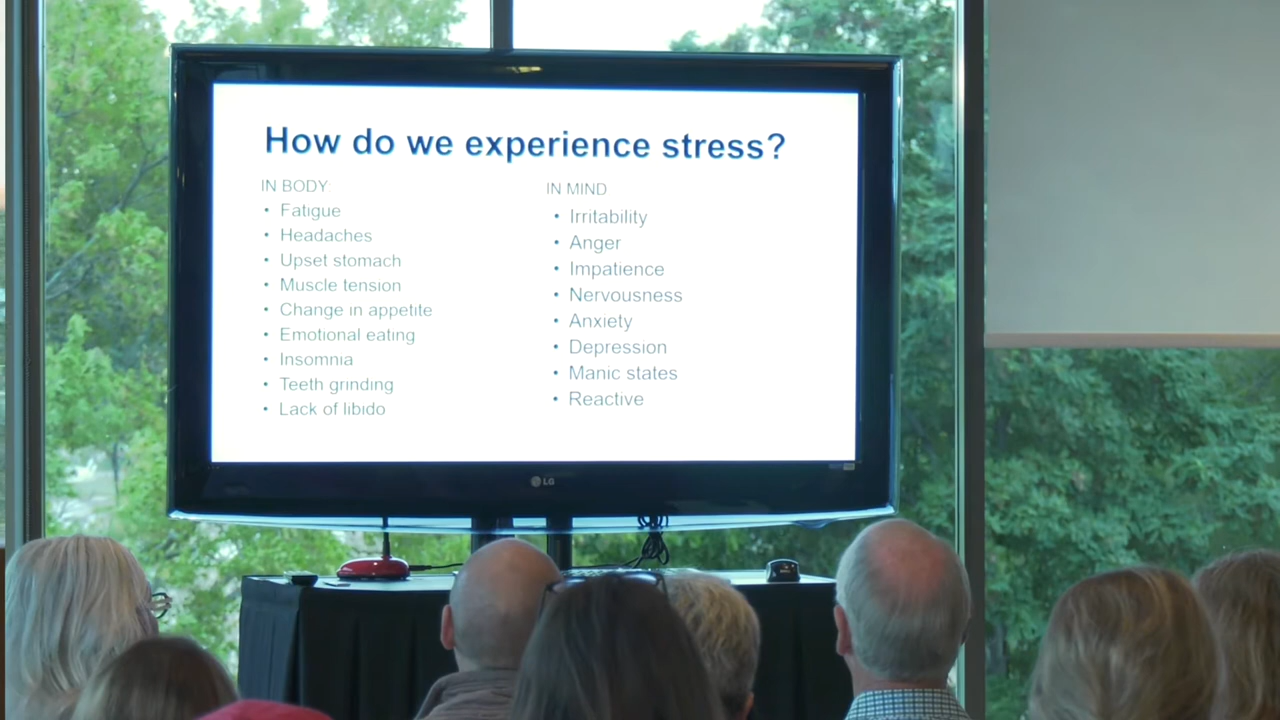 How do we experience stress?
IN BODY:
• Fatigue
• Headaches
• Upset stomach
• Muscle tension
• Change in appetite
• Emotional eating
• Insomnia
• Teeth grinding
• Lack of libido
IN MIND
• Irritability
• Anger
• Impatience
• Nervousness
• Anxiety
• Depression
• Manic states
• Reactive
LG